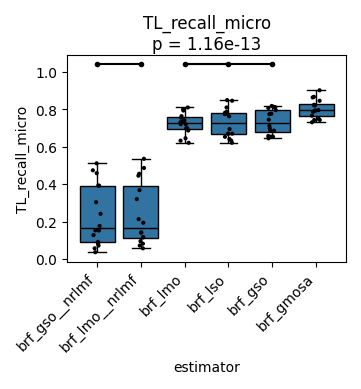 TL_recall_micro
p = 1.16e-13
TL_recall_micro
1.0
0.8
0.6
0.4
0.2
0.0
brf_gso__nrlmf
brf_lmo__nrlmf
brf_lmo
brf_lso
brf_gso
brf_gmosa
estimator